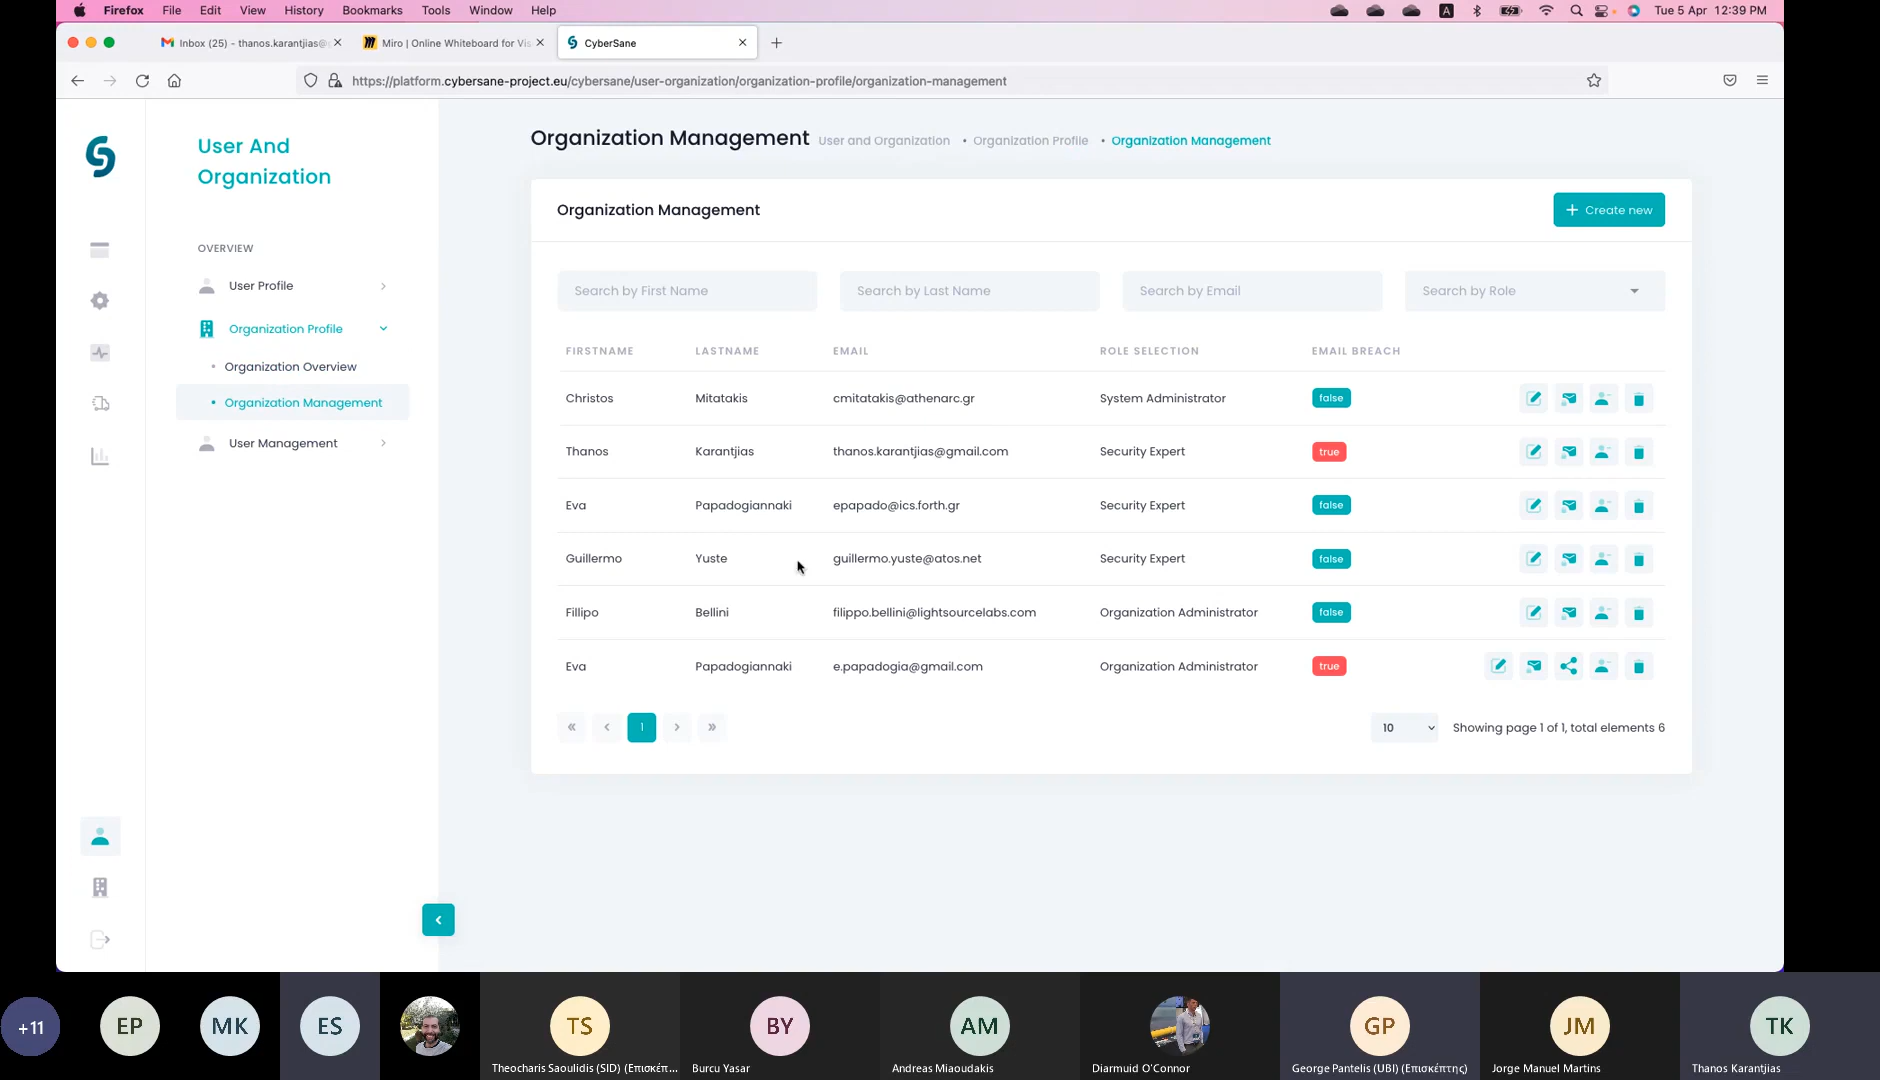 Firefox File Edit View History Bookmarks Tools Window Help A Tue 5 Apr 12:39 PM
Inbox (25) - thanos.karantjias@ Miro | Online Whiteboard for Vis CyberSane
https://platform.cybersane-project.eu/cybersane/user-organization/organization-profile/organization-management
User And
Organization
OVERVIEW
User Profile
Organization Profile
Organization Overview
Organization Management
User Management
Organization Management User and Organization • Organization Profile • Organization Management
Organization Management
+ Create new
Search by First Name Search by Last Name Search by Email Search by Role
FIRSTNAME LASTNAME EMAIL ROLE SELECTION EMAIL BREACH
Christos Mitatakis cmitatakis@athenarc.gr System Administrator false
Thanos Karantjias thanos.karantjias@gmail.com Security Expert true
Eva Papadogiannaki epapado@ics.forth.gr Security Expert false
Guillermo Yuste guillermo.yuste@atos.net Security Expert false
Fillipo Bellini filippo.bellini@lightsourcelabs.com Organization Administrator false
Eva Papadogiannaki e.papadogia@gmail.com Organization Administrator true
« ‹ 1 › » 10 Showing page 1 of 1, total elements 6
+11 EP MK ES TS BY AM GP JM TK
Theocharis Saoulidis (SID) (Επισκέπ... Burcu Yasar Andreas Miaoudakis Diarmuid O'Connor George Pantelis (UBI) (Επισκέπτης) Jorge Manuel Martins Thanos Karantjias